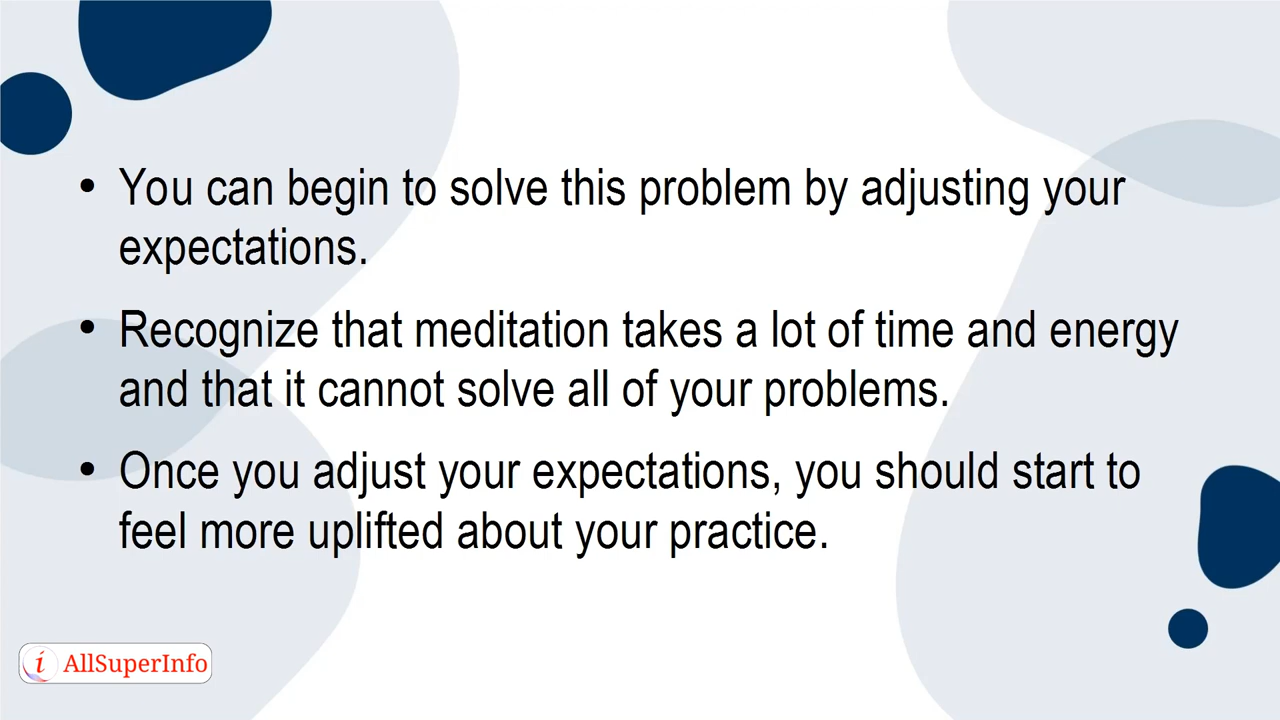 • You can begin to solve this problem by adjusting your
expectations.
• Recognize that meditation takes a lot of time and energy
and that it cannot solve all of your problems.
• Once you adjust your expectations, you should start to
feel more uplifted about your practice.
i AllSuperInfo